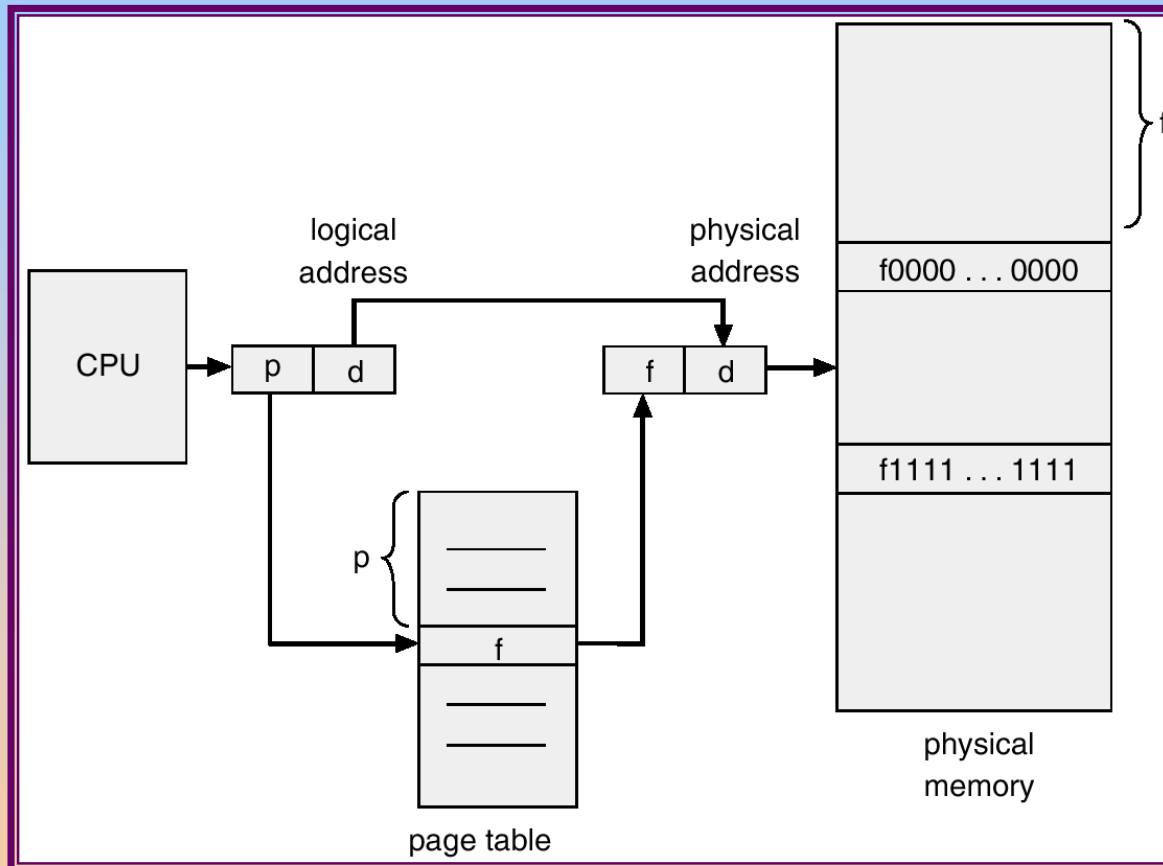 logical
address
physical
address
f
f0000 . . . 0000
CPU
p
d
f
d
f1111 . . . 1111
p
f
physical
memory
page table